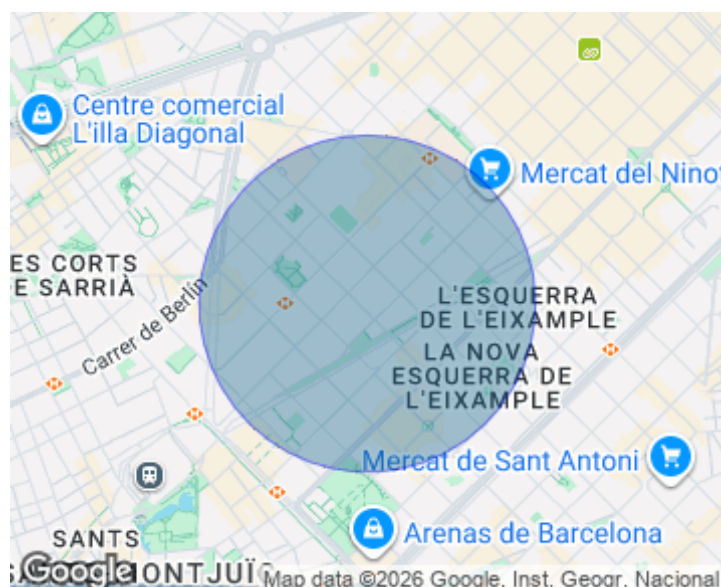 Centre comercial
L'illa Diagonal
Mercat del Ninot
ES CORTS
E SARRIÀ
L'ESQUERRA
DE L'EIXAMPLE
Carrer de Berlín
LA NOVA
ESQUERRA DE
L'EIXAMPLE
Mercat de Sant Antoni
Arenas de Barcelona
SANTS
Google
MONTJUÏC
Map data ©2026 Google, Inst. Geogr. Nacional